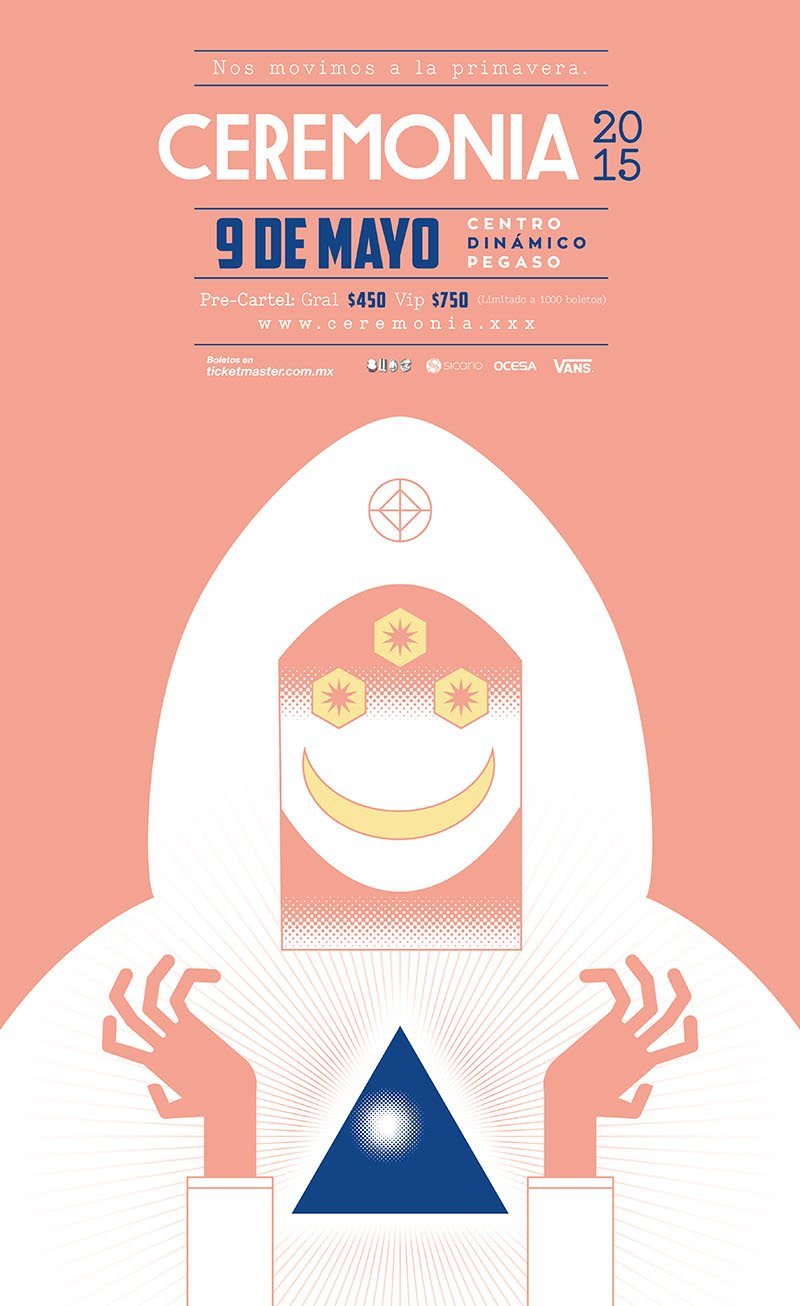 Nos movimos a la primavera.
CEREMONIA 2015
9 DE MAYO
CENTRO
DINÁMICO
PEGASO
Pre-Cartel: Gral $450 Vip $750 (Limitado a 1000 boletos)
www.ceremonia.xxx
Boletos en
ticketmaster.com.mx
sicario OCESA VANS